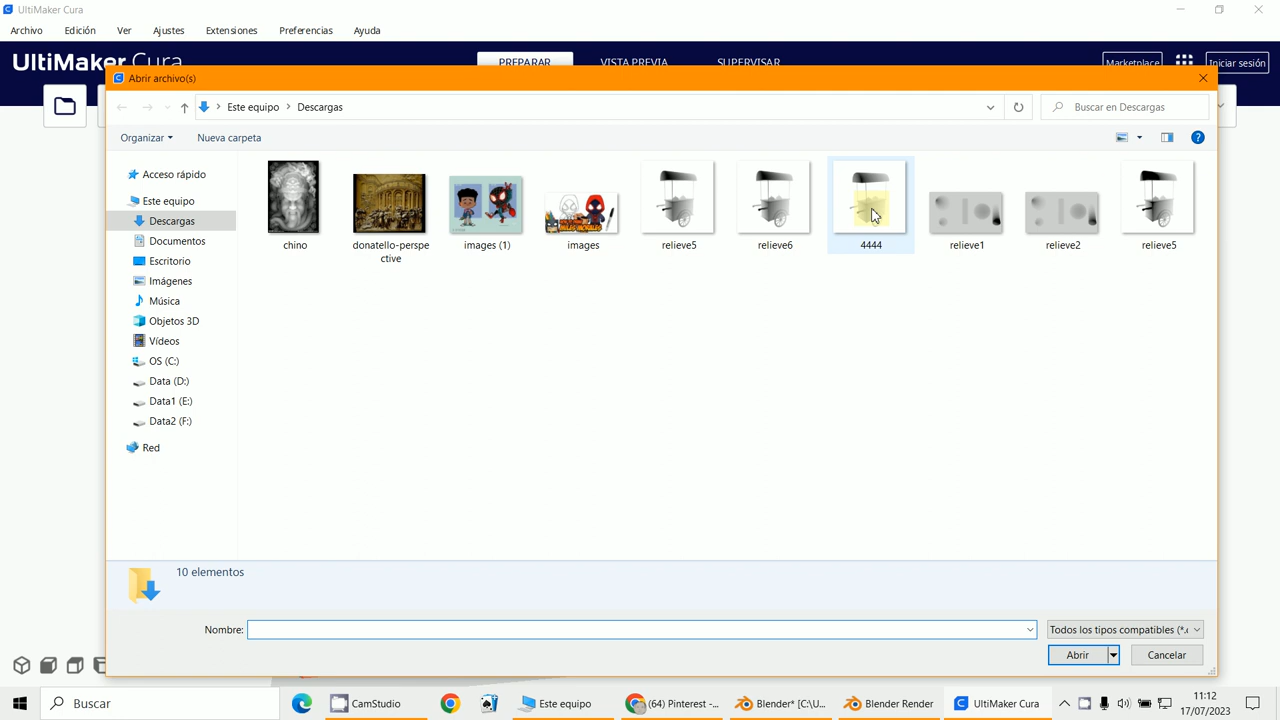 UltiMaker Cura
Archivo Edición Ver Ajustes Extensiones Preferencias Ayuda
UltiMaker Cura PREPARAR VISTA PREVIA SUPERVISAR Marketplace Iniciar sesión
Abrir archivo(s)
Este equipo Descargas Buscar en Descargas
Organizar Nueva carpeta
Acceso rápido
Este equipo
Descargas
Documentos
Escritorio
Imágenes
Música
Objetos 3D
Vídeos
OS (C:)
Data (D:)
Data1 (E:)
Data2 (F:)
Red
chino donatello-perspe images (1) images relieve5 relieve6 4444 relieve1 relieve2 relieve5
ctive
10 elementos
Nombre: Todos los tipos compatibles (*.
Abrir Cancelar
Buscar CamStudio Este equipo (64) Pinterest -... Blender* [C:\U... Blender Render UltiMaker Cura 11:12
17/07/2023